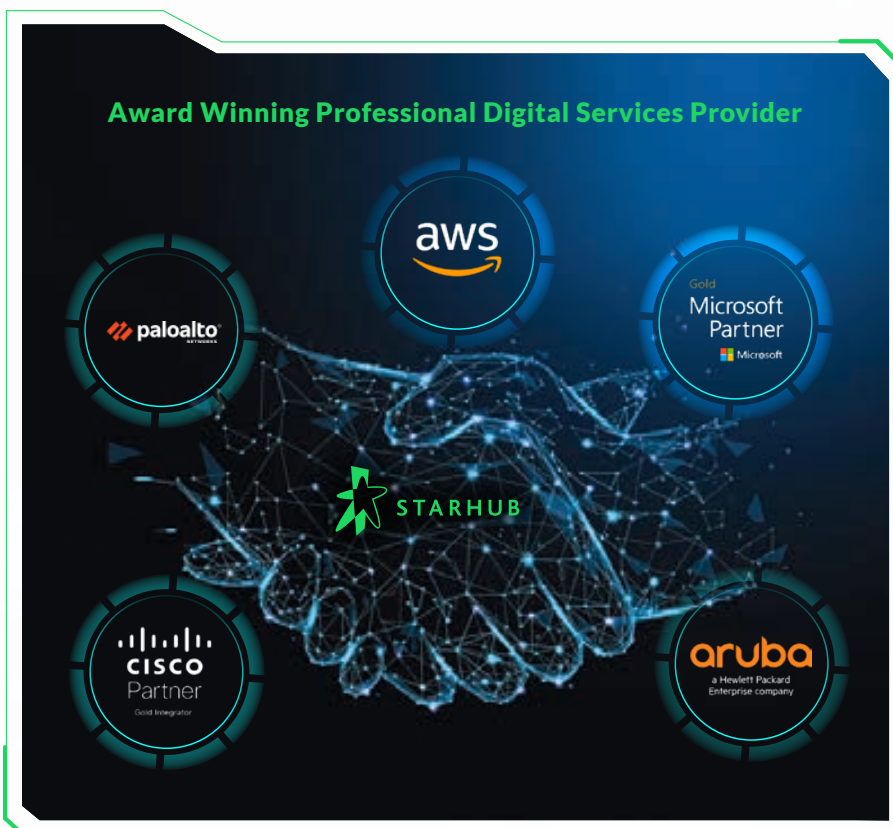 Award Winning Professional Digital Services Provider
aws
paloalto
NETWORKS
Gold
Microsoft
Partner
Microsoft
STARHUB
CISCO
Partner
Gold Integrator
aruba
a Hewlett Packard
Enterprise company